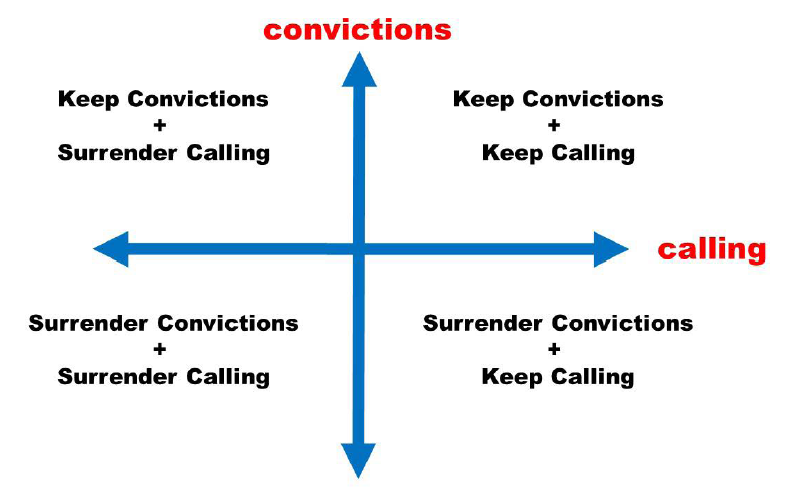 convictions
Keep Convictions
+
Surrender Calling
Keep Convictions
+
Keep Calling
calling
Surrender Convictions
+
Surrender Calling
Surrender Convictions
+
Keep Calling